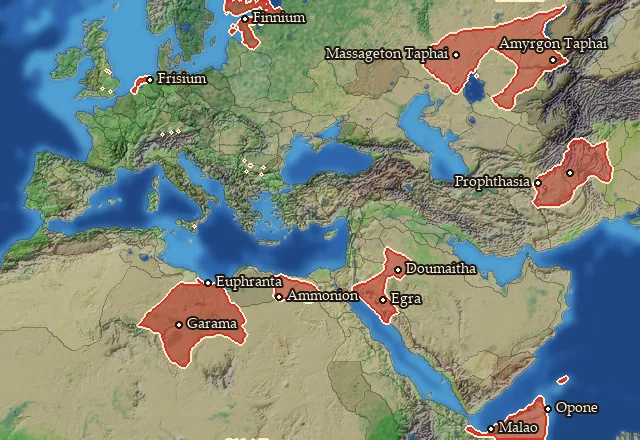 Finnium
Amyrgon Taphai
Massageton Taphai
Frisium
Prophthasia
Doumaitha
Euphranta
Ammonion
Egra
Garama
Opone
Malao